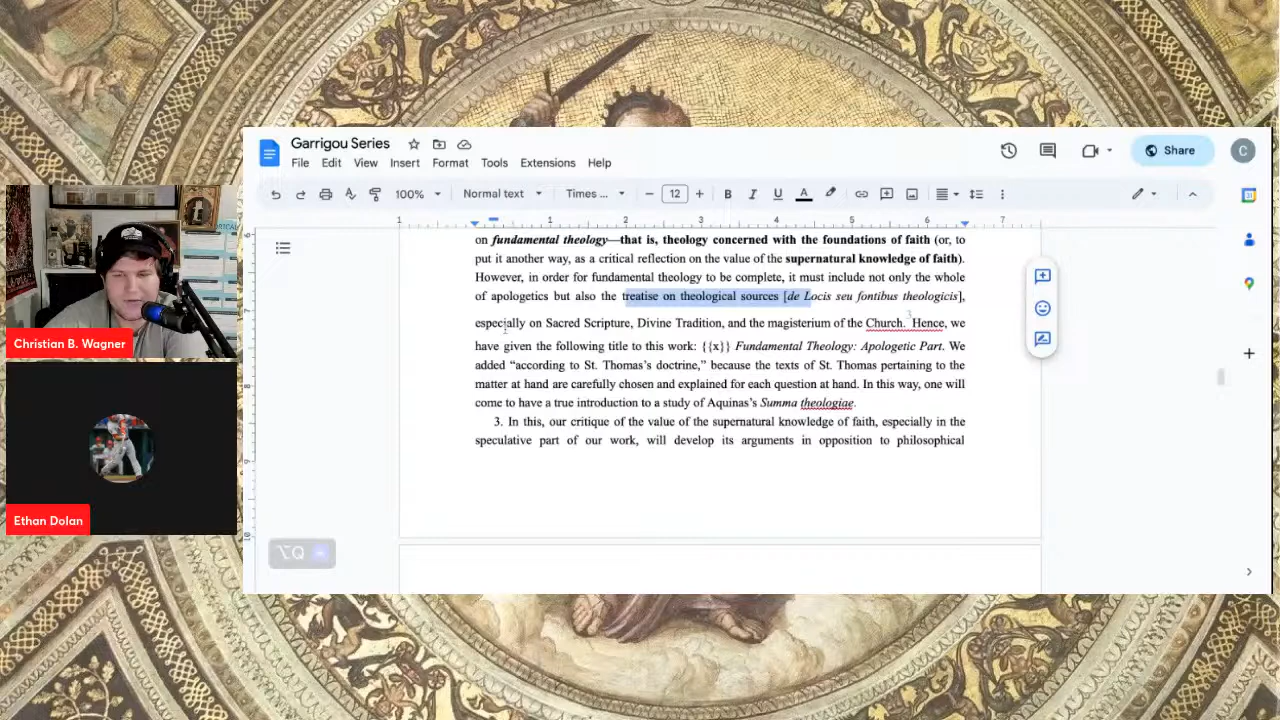 Garrigou Series
File Edit View Insert Format Tools Extensions Help
Share
C
100% Normal text Times ... 12 B I U A
1 1 2 3 4 5 6 7
on fundamental theology—that is, theology concerned with the foundations of faith (or, to
put it another way, as a critical reflection on the value of the supernatural knowledge of faith).
However, in order for fundamental theology to be complete, it must include not only the whole
of apologetics but also the treatise on theological sources [de Locis seu fontibus theologicis],
especially on Sacred Scripture, Divine Tradition, and the magisterium of the Church.3 Hence, we
have given the following title to this work: {{x}} Fundamental Theology: Apologetic Part. We
added “according to St. Thomas’s doctrine,” because the texts of St. Thomas pertaining to the
matter at hand are carefully chosen and explained for each question at hand. In this way, one will
come to have a true introduction to a study of Aquinas’s Summa theologiae.
3. In this, our critique of the value of the supernatural knowledge of faith, especially in the
speculative part of our work, will develop its arguments in opposition to philosophical
Christian B. Wagner
Ethan Dolan
⌥Q